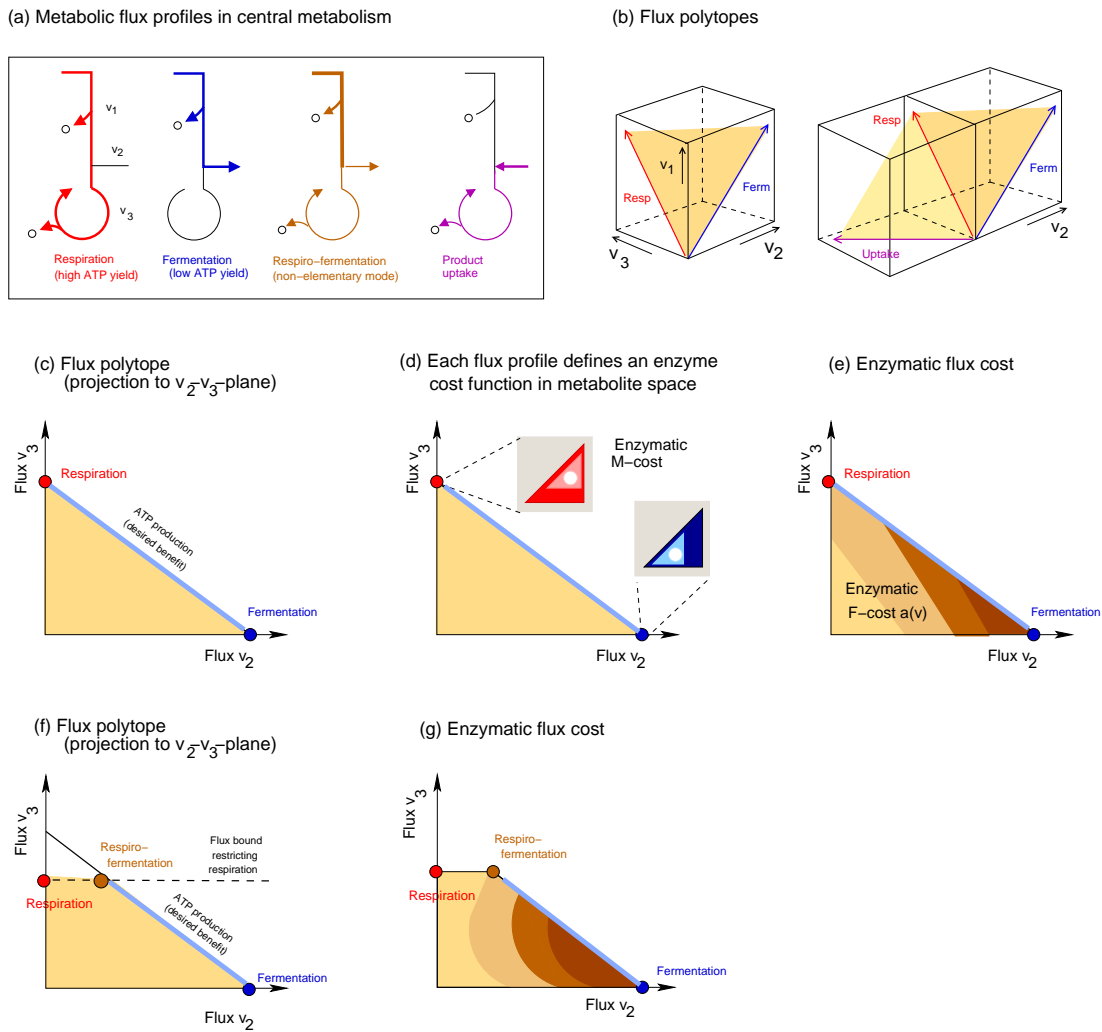 (a) Metabolic flux profiles in central metabolism
v1
v2
v3
Respiration
(high ATP yield)
Fermentation
(low ATP yield)
Respiro−fermentation
(non−elementary mode)
Product
uptake
(b) Flux polytopes
v1
Resp
Ferm
v3
v2
Resp
Ferm
Uptake
v2
(c) Flux polytope
(projection to v2−v3−plane)
Flux v3
Respiration
ATP production
(desired benefit)
Fermentation
Flux v2
(d) Each flux profile defines an enzyme
cost function in metabolite space
Flux v3
Enzymatic
M−cost
Flux v2
(e) Enzymatic flux cost
Flux v3
Respiration
Enzymatic
F−cost a(v)
Fermentation
Flux v2
(f) Flux polytope
(projection to v2−v3−plane)
Flux v3
Respiro−
fermentation
Flux bound
restricting
respiration
Respiration
ATP production
(desired benefit)
Fermentation
Flux v2
(g) Enzymatic flux cost
Flux v3
Respiro−
fermentation
Respiration
Fermentation
Flux v2